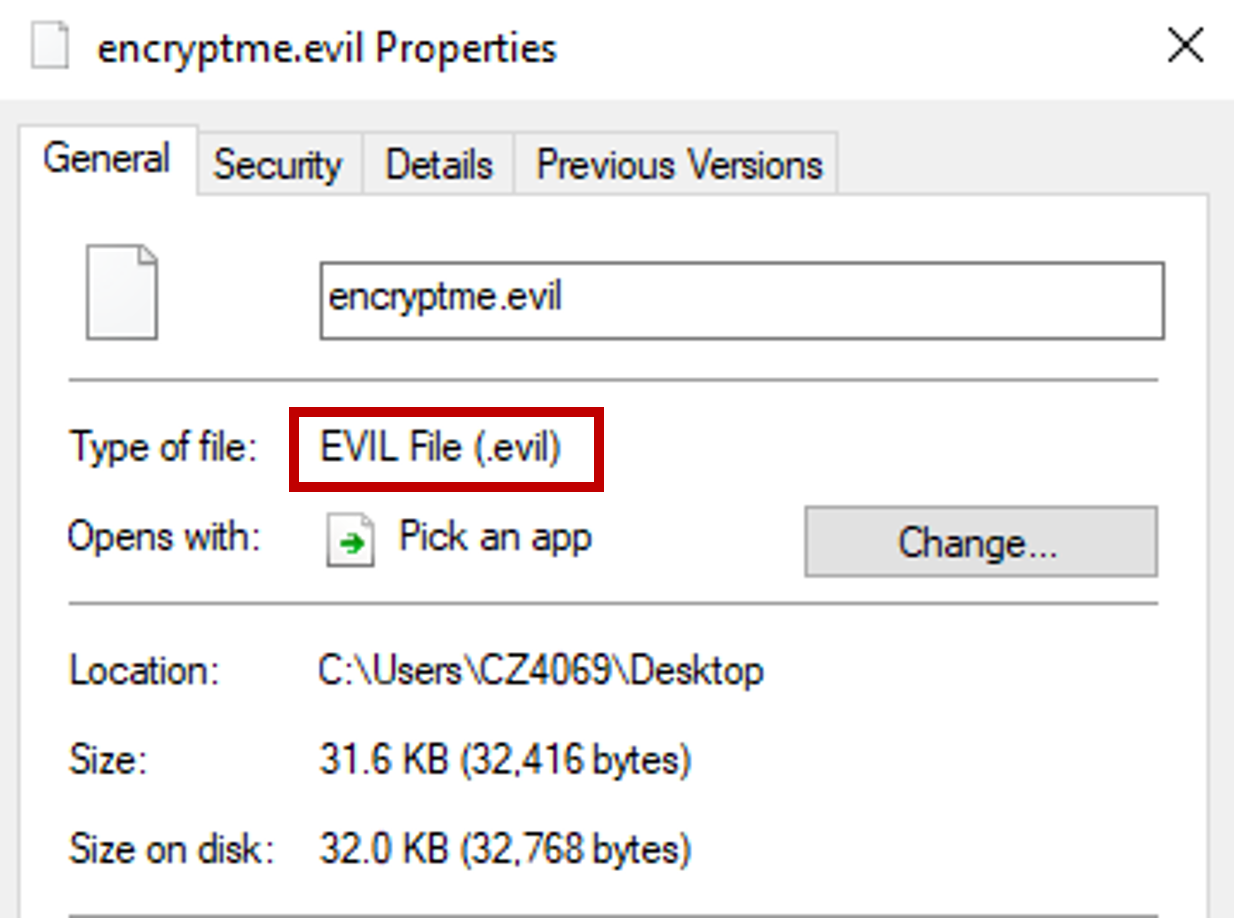 encryptme.evil Properties
General Security Details Previous Versions
encryptme.evil
Type of file: EVIL File (.evil)
Opens with: Pick an app Change...
Location: C:\Users\CZ4069\Desktop
Size: 31.6 KB (32,416 bytes)
Size on disk: 32.0 KB (32,768 bytes)